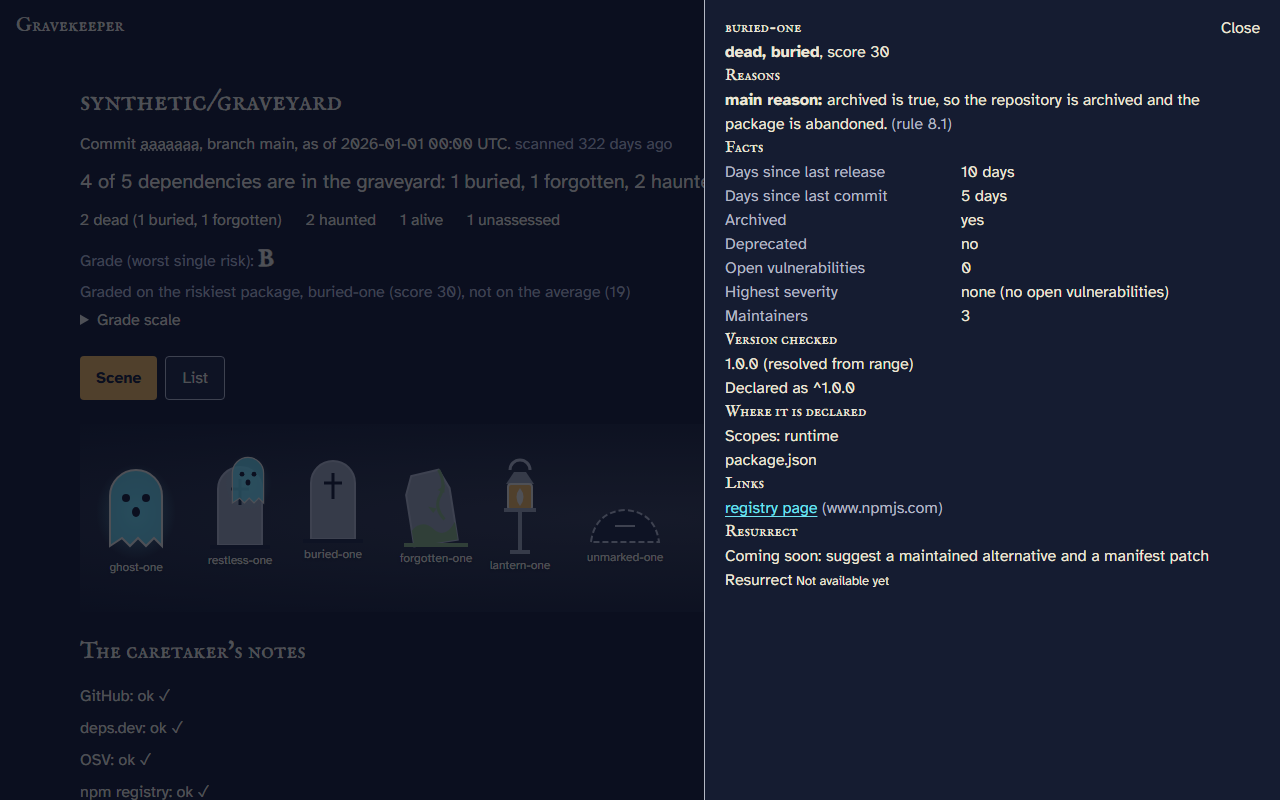 Gravekeeper
synthetic/graveyard
Commit aaaaaaa, branch main, as of 2026-01-01 00:00 UTC. scanned 322 days ago
4 of 5 dependencies are in the graveyard: 1 buried, 1 forgotten, 2 haunte
2 dead (1 buried, 1 forgotten) 2 haunted 1 alive 1 unassessed
Grade (worst single risk): B
Graded on the riskiest package, buried-one (score 30), not on the average (19)
▶ Grade scale
Scene List
ghost-one
restless-one
buried-one
forgotten-one
lantern-one
unmarked-one
The caretaker's notes
GitHub: ok ✓
deps.dev: ok ✓
OSV: ok ✓
npm registry: ok ✓
buried-one
Close
dead, buried, score 30
Reasons
main reason: archived is true, so the repository is archived and the
package is abandoned. (rule 8.1)
Facts
Days since last release 10 days
Days since last commit 5 days
Archived yes
Deprecated no
Open vulnerabilities 0
Highest severity none (no open vulnerabilities)
Maintainers 3
Version checked
1.0.0 (resolved from range)
Declared as ^1.0.0
Where it is declared
Scopes: runtime
package.json
Links
registry page (www.npmjs.com)
Resurrect
Coming soon: suggest a maintained alternative and a manifest patch
Resurrect Not available yet